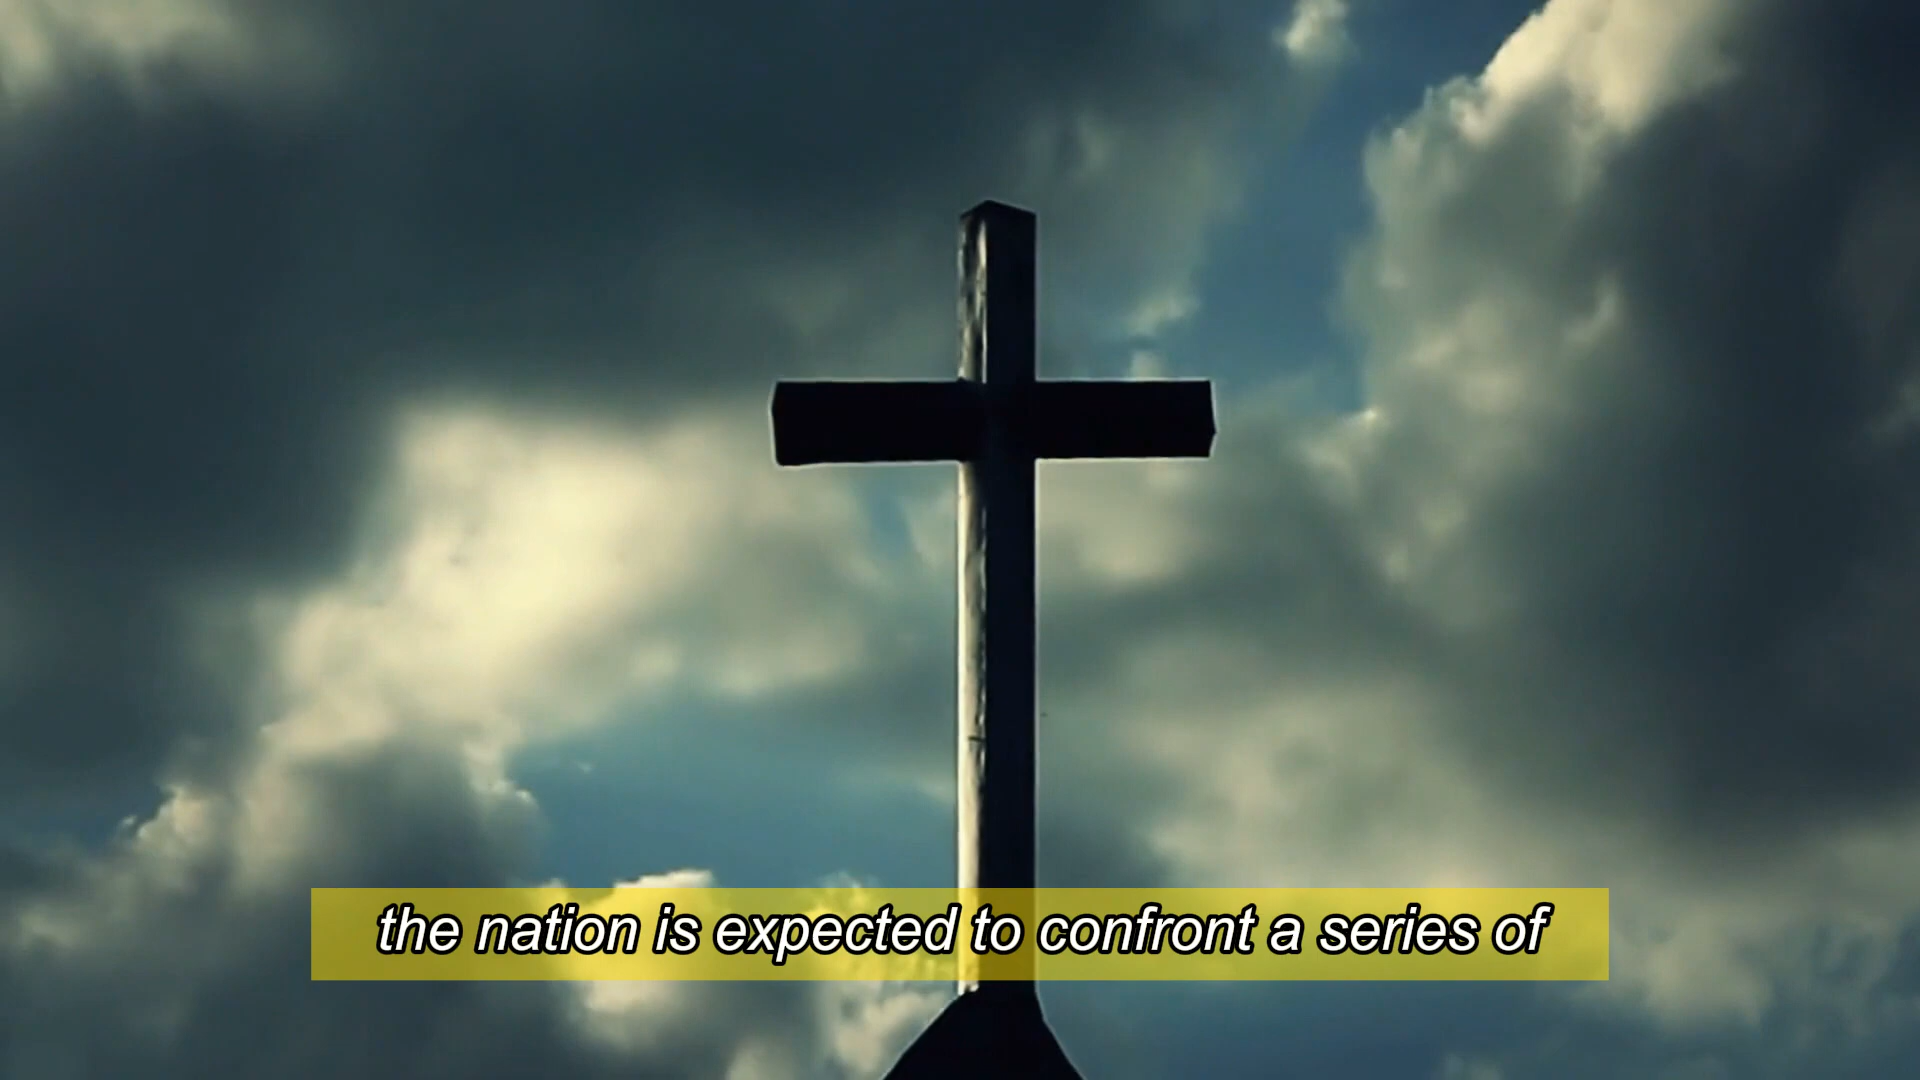 the nation is expected to confront a series of